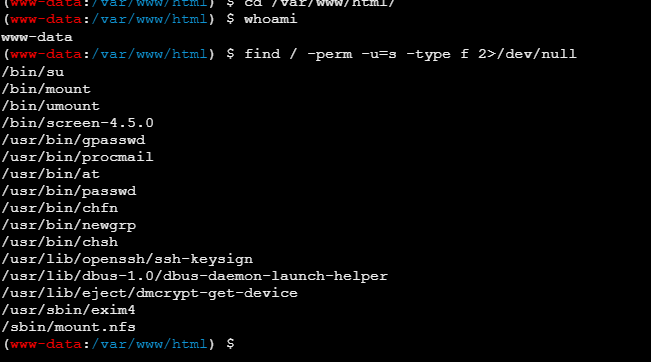 (www-data:/var/www/html) $ cd /var/www/html/
(www-data:/var/www/html) $ whoami
www-data
(www-data:/var/www/html) $ find / -perm -u=s -type f 2>/dev/null
/bin/su
/bin/mount
/bin/umount
/bin/screen-4.5.0
/usr/bin/gpasswd
/usr/bin/procmail
/usr/bin/at
/usr/bin/passwd
/usr/bin/chfn
/usr/bin/newgrp
/usr/bin/chsh
/usr/lib/openssh/ssh-keysign
/usr/lib/dbus-1.0/dbus-daemon-launch-helper
/usr/lib/eject/dmcrypt-get-device
/usr/sbin/exim4
/sbin/mount.nfs
(www-data:/var/www/html) $